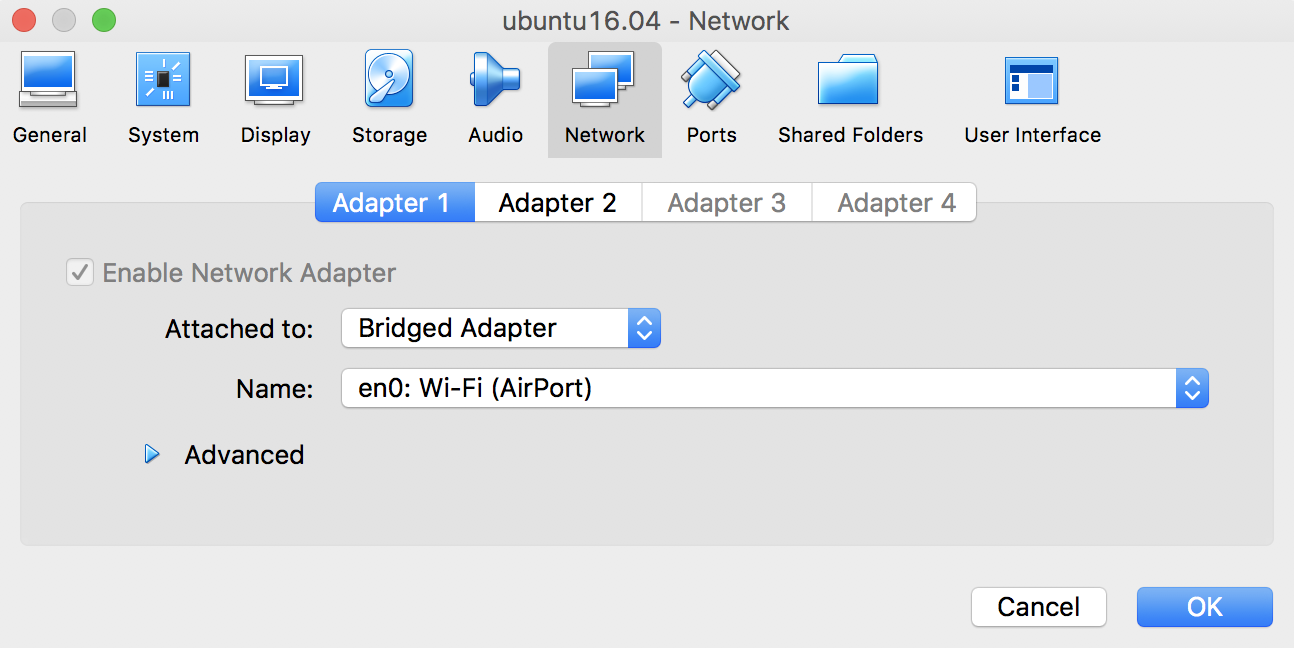 ubuntu16.04 - Network
General System Display Storage Audio Network Ports Shared Folders User Interface
Adapter 1 Adapter 2 Adapter 3 Adapter 4
Enable Network Adapter
Attached to: Bridged Adapter
Name: en0: Wi-Fi (AirPort)
Advanced
Cancel OK